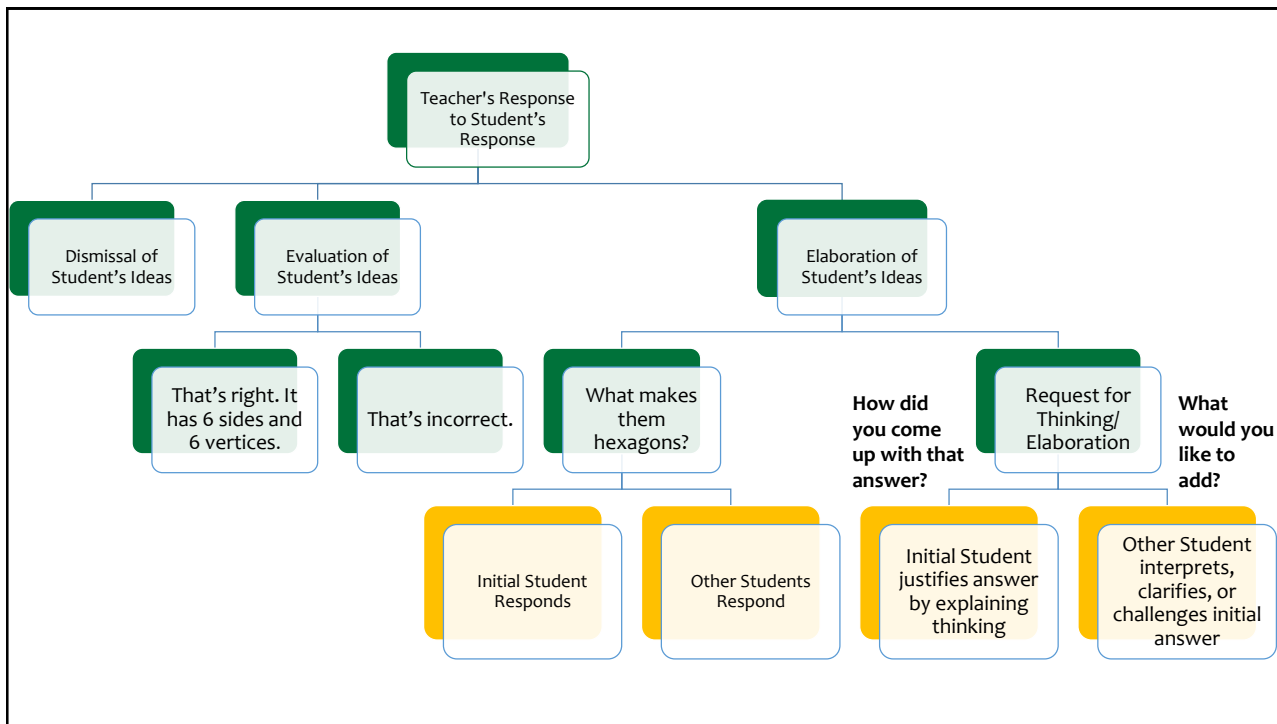 Teacher's Response
to Student’s
Response
Dismissal of
Student’s Ideas
Evaluation of
Student’s Ideas
Elaboration of
Student’s Ideas
That’s right. It
has 6 sides and
6 vertices.
That’s incorrect.
What makes
them
hexagons?
How did
you come
up with that
answer?
Request for
Thinking/
Elaboration
What
would you
like to
add?
Initial Student
Responds
Other Students
Respond
Initial Student
justifies answer
by explaining
thinking
Other Student
interprets,
clarifies, or
challenges initial
answer